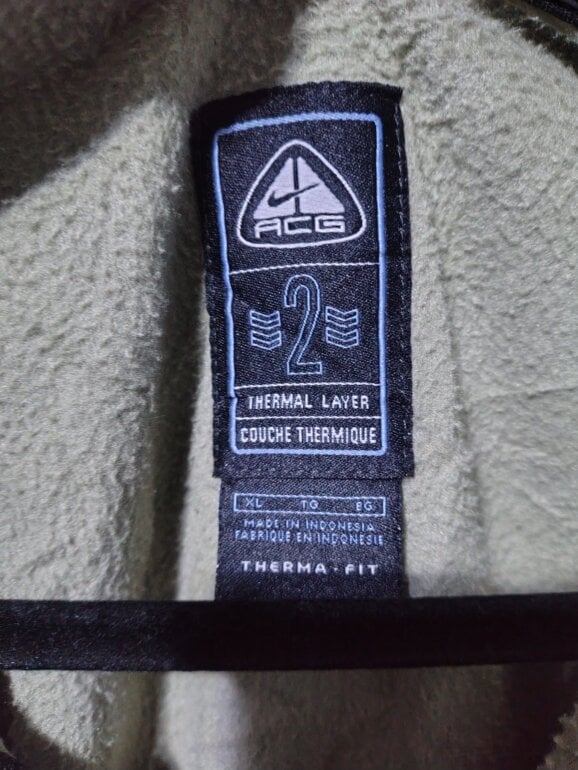 ACG
2
THERMAL LAYER
COUCHE THERMIQUE
XL TG EG
MADE IN INDONESIA
FABRIQUE EN INDONESIE
THERMA·FIT